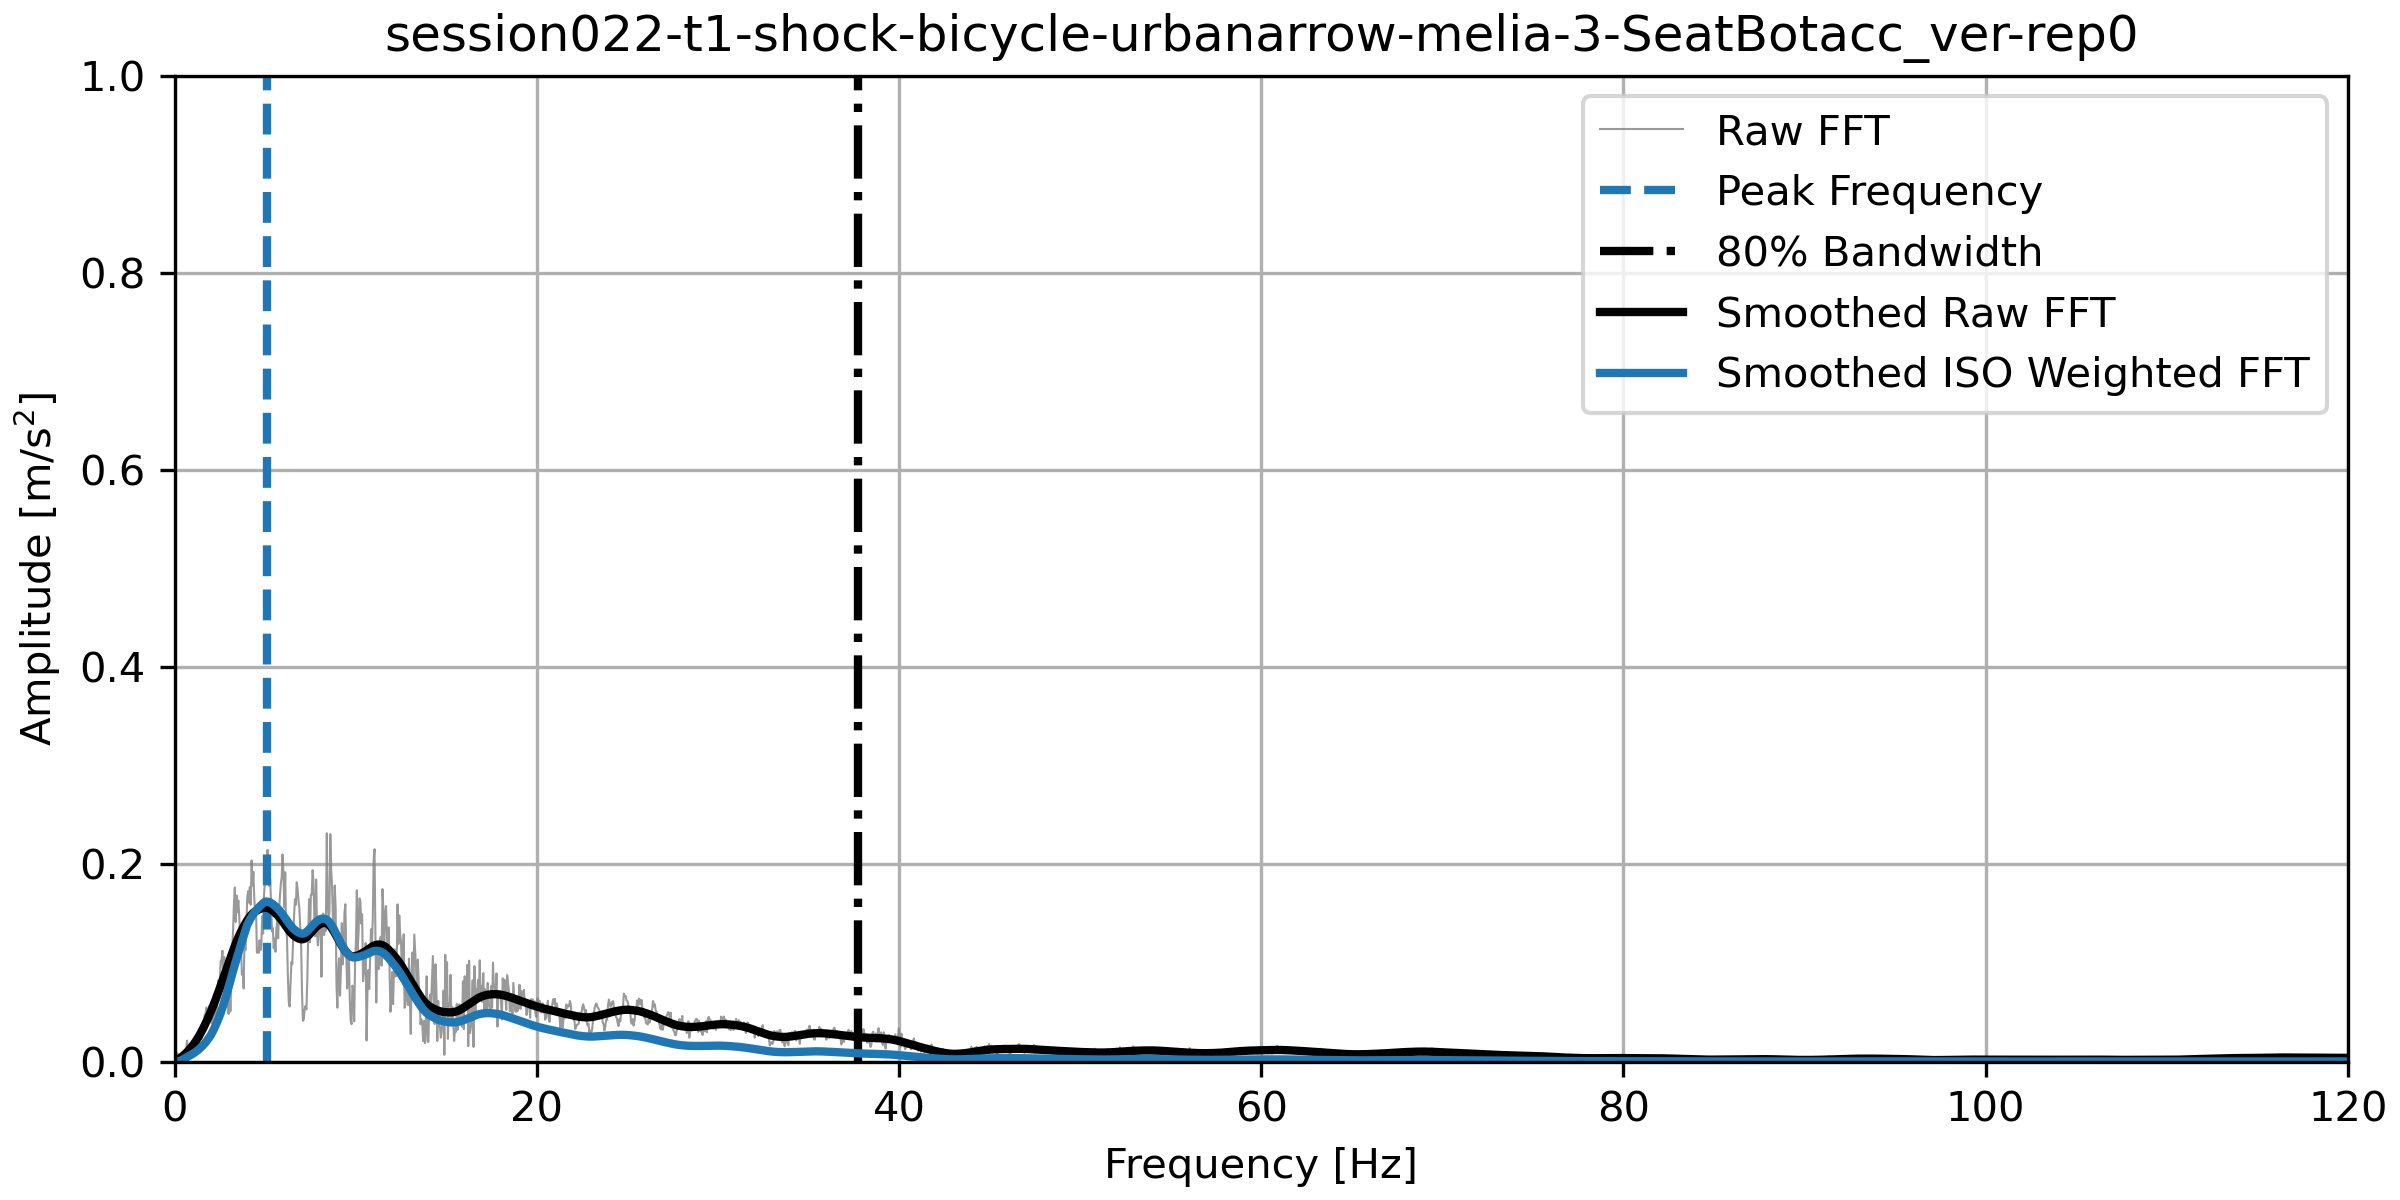 session022-t1-shock-bicycle-urbanarrow-melia-3-SeatBotacc_ver-rep0
1.0
0.8
0.6
0.4
0.2
0.0
Amplitude [m/s²]
Raw FFT
Peak Frequency
80% Bandwidth
Smoothed Raw FFT
Smoothed ISO Weighted FFT
0 20 40 60 80 100 120
Frequency [Hz]